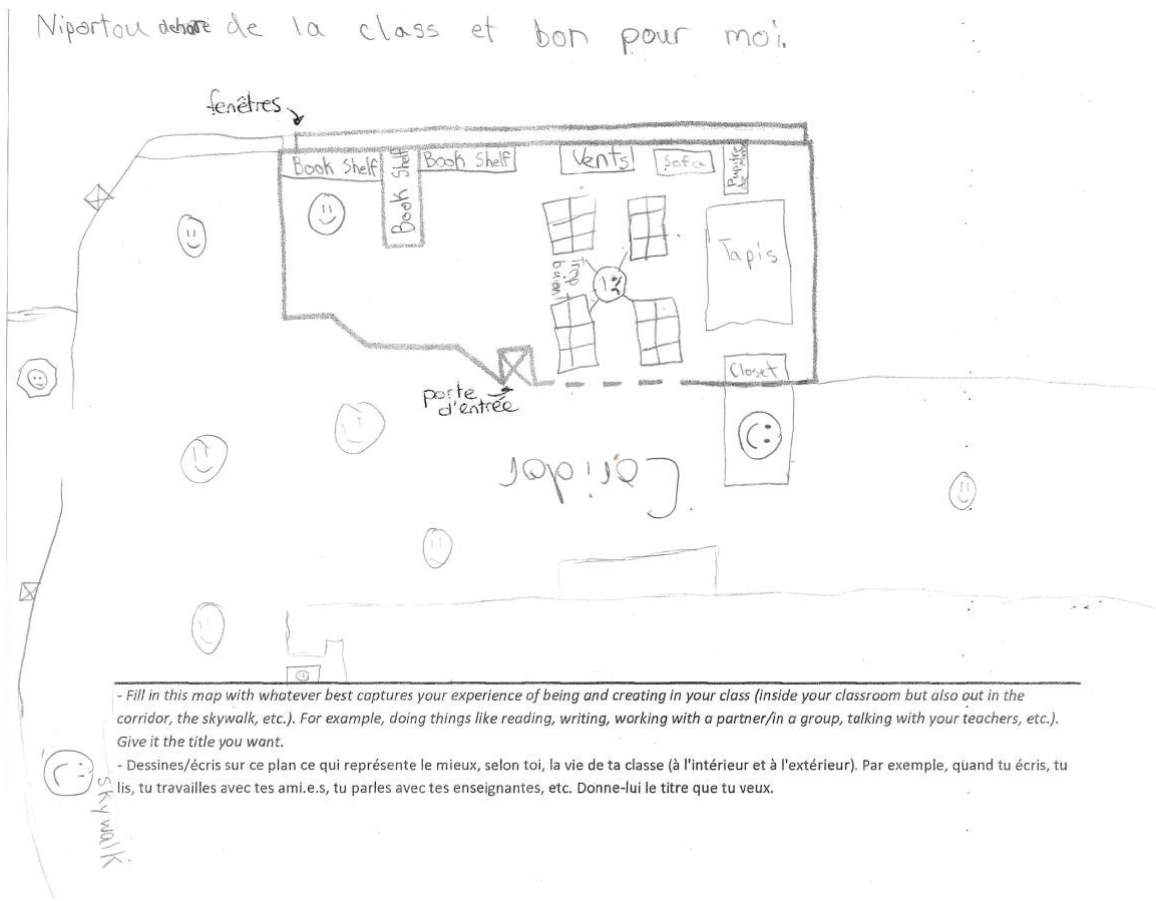 Niportou dehore de la class et bon pour moi.
fenêtres
Book Shelf
Book Shelf
Book Shelf
Vents
Sofa
Tapis
Trop
Closet
porte
d'entrée
Coridor
- Fill in this map with whatever best captures your experience of being and creating in your class (inside your classroom but also out in the
corridor, the skywalk, etc.). For example, doing things like reading, writing, working with a partner/in a group, talking with your teachers, etc.).
Give it the title you want.
- Dessines/écris sur ce plan ce qui représente le mieux, selon toi, la vie de ta classe (à l'intérieur et à l'extérieur). Par exemple, quand tu écris, tu
lis, tu travailles avec tes ami.e.s, tu parles avec tes enseignantes, etc. Donne-lui le titre que tu veux.
skywalk